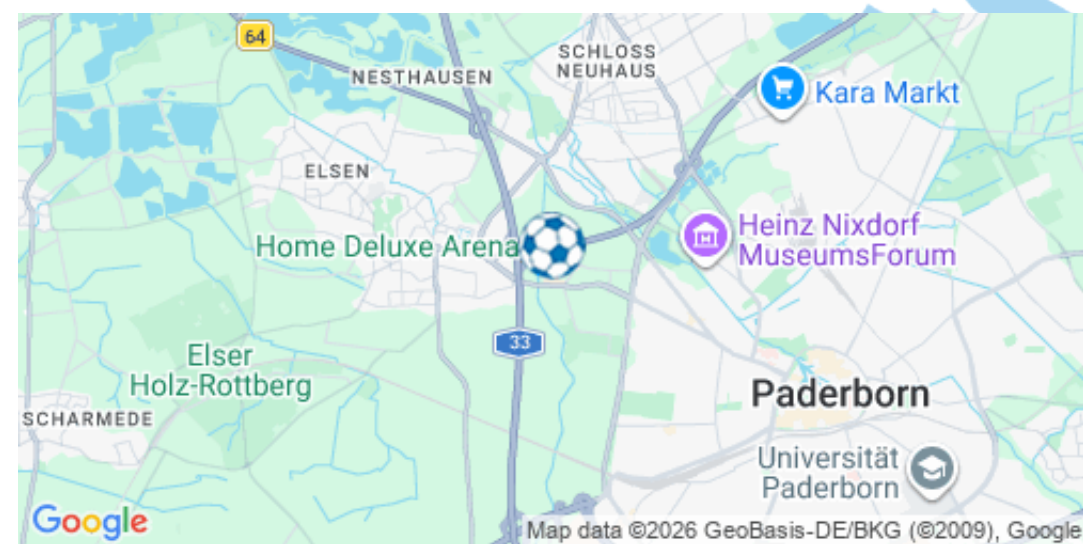 64
NESTHAUSEN
SCHLOSS
NEUHAUS
Kara Markt
ELSEN
Home Deluxe Arena
Heinz Nixdorf
MuseumsForum
33
Elser
Holz-Rottberg
Paderborn
SCHARMEDE
Universität
Paderborn
Google
Map data ©2026 GeoBasis-DE/BKG (©2009), Google